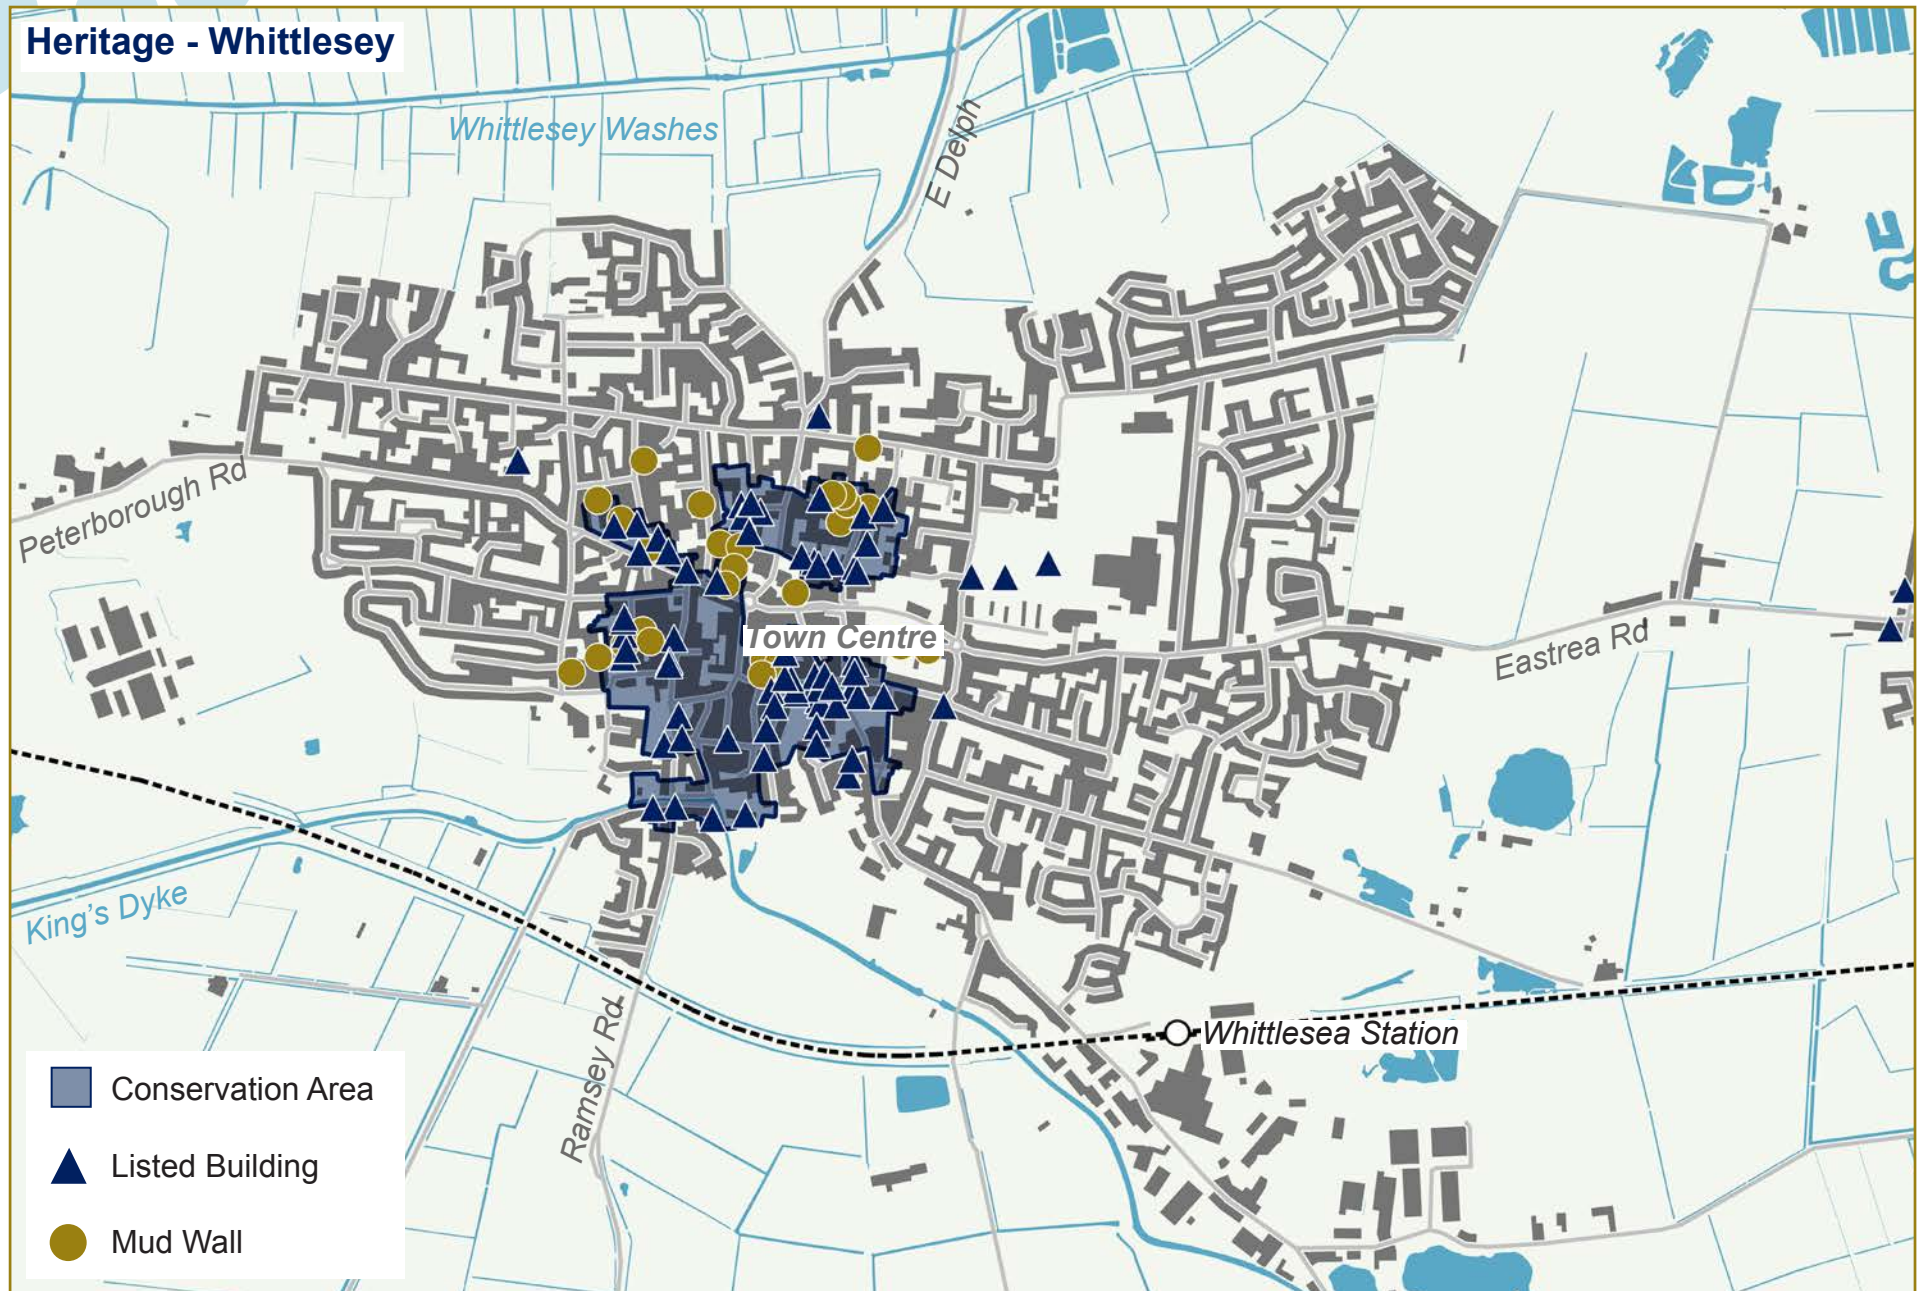 Heritage - Whittlesey
Whittlesey Washes
E Delph
Peterborough Rd
Town Centre
Eastrea Rd
King's Dyke
Ramsey Rd
Whittlesea Station
Conservation Area
Listed Building
Mud Wall